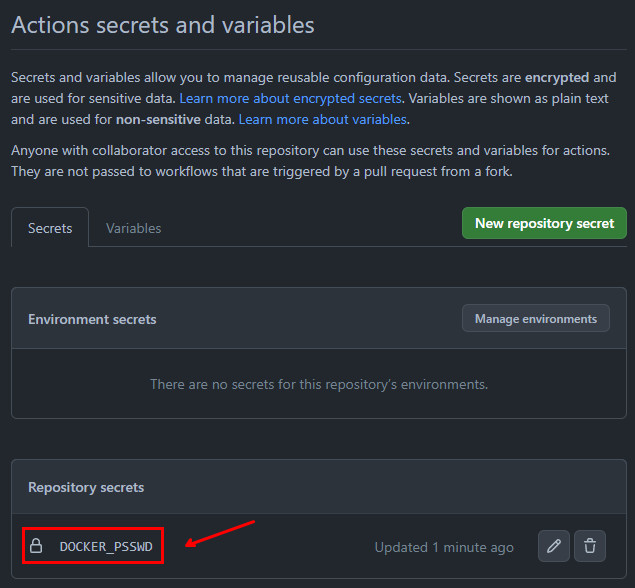 Actions secrets and variables
Secrets and variables allow you to manage reusable configuration data. Secrets are encrypted and
are used for sensitive data. Learn more about encrypted secrets. Variables are shown as plain text
and are used for non-sensitive data. Learn more about variables.
Anyone with collaborator access to this repository can use these secrets and variables for actions.
They are not passed to workflows that are triggered by a pull request from a fork.
Secrets Variables New repository secret
Environment secrets Manage environments
There are no secrets for this repository's environments.
Repository secrets
DOCKER_PSSWD Updated 1 minute ago